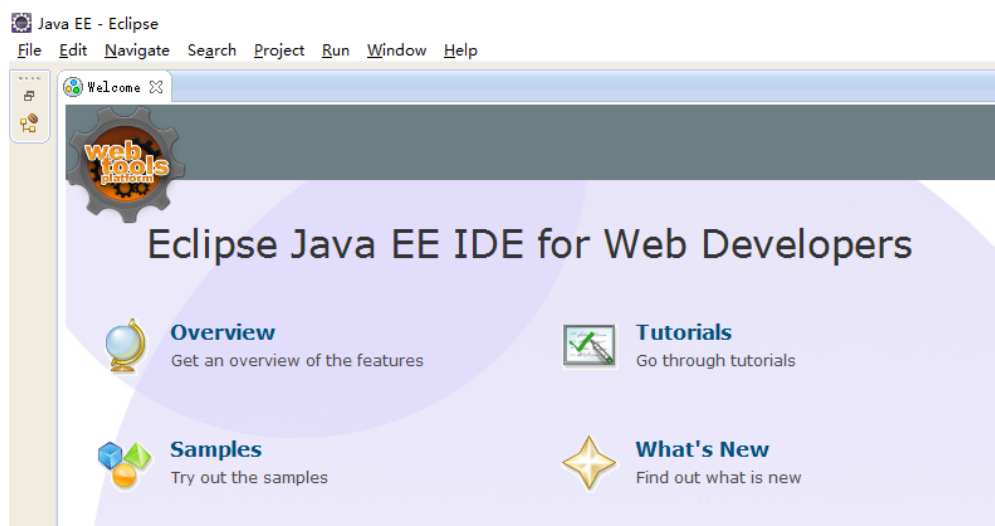 Java EE - Eclipse
File Edit Navigate Search Project Run Window Help
Welcome
web
tools
platform
Eclipse Java EE IDE for Web Developers
Overview
Get an overview of the features
Tutorials
Go through tutorials
Samples
Try out the samples
What's New
Find out what is new